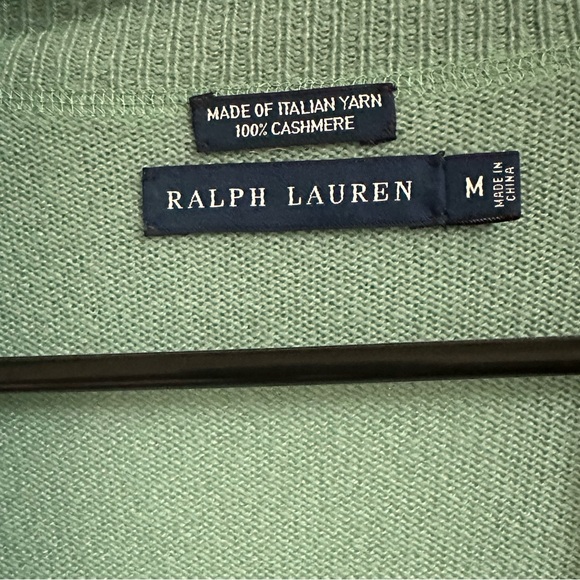 MADE OF ITALIAN YARN
100% CASHMERE
RALPH LAUREN
M
MADE IN
CHINA